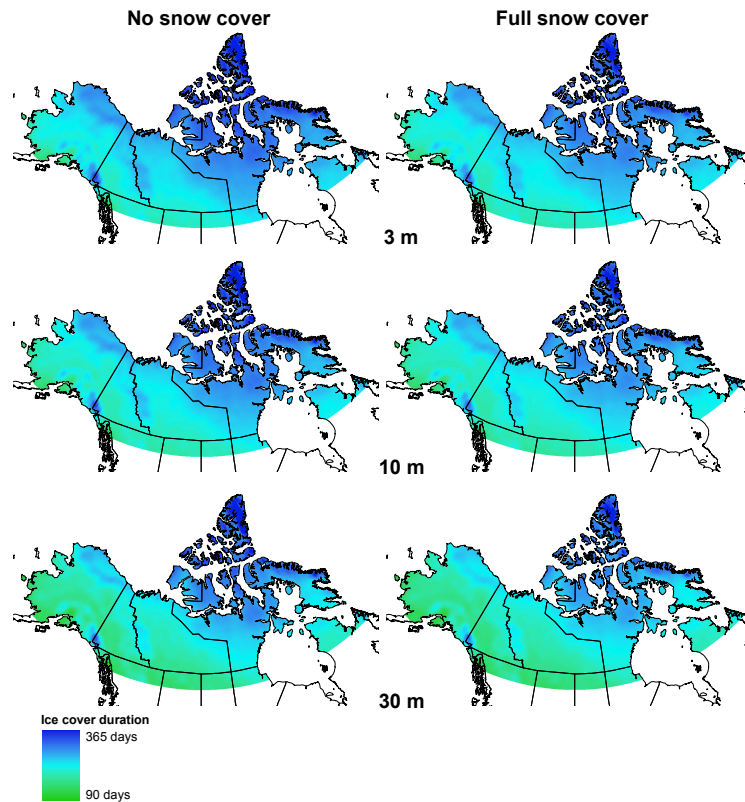 No snow cover
Full snow cover
3 m
10 m
30 m
Ice cover duration
365 days
90 days